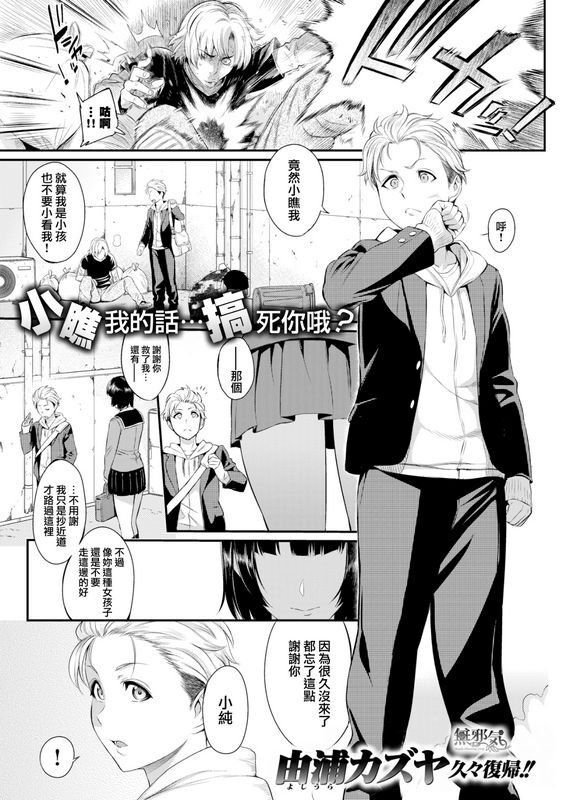 ドカッ!
咕啊
…!!
呼！
竟然小瞧我
就算我是小孩
也不要小看我！
小瞧我的話…搞死你哦？
——那個
謝謝你
救了我…
還有
…不用謝
我只是抄近道
才路過這裡
不過
像妳這種女孩子
還是不要
走這邊的好
因為很久沒來了
都忘了這點
謝謝你
小純
！
無邪気
由浦カズヤ久々復帰!!
よしうら